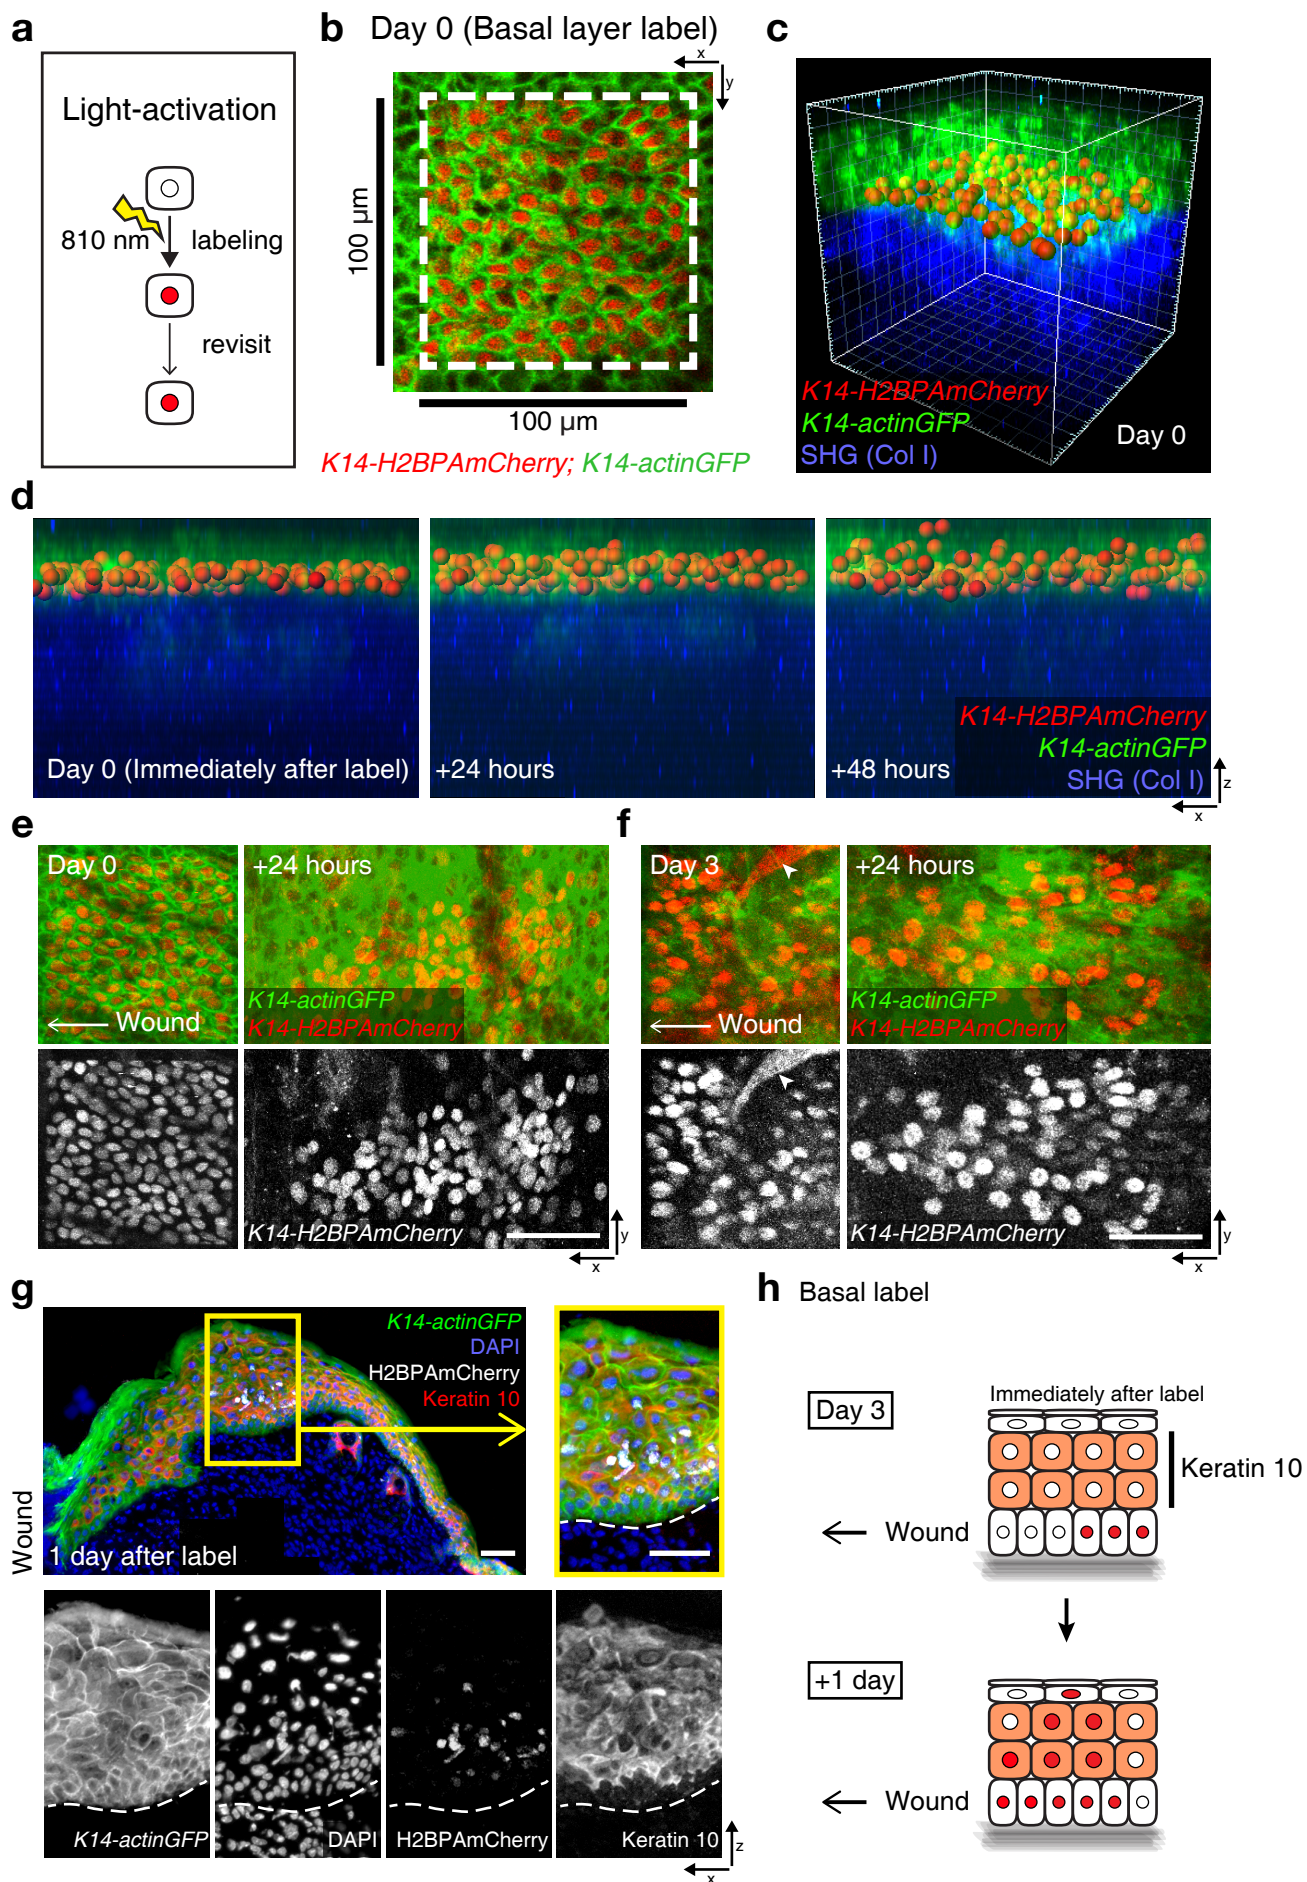 a
Light-activation
810 nm
labeling
revisit
b
Day 0 (Basal layer label)
x
y
100 µm
100 µm
K14-H2BPAmCherry; K14-actinGFP
c
K14-H2BPAmCherry
K14-actinGFP
SHG (Col I)
Day 0
d
Day 0 (Immediately after label)
+24 hours
+48 hours
K14-H2BPAmCherry
K14-actinGFP
SHG (Col I)
z
x
e
Day 0
Wound
+24 hours
K14-actinGFP
K14-H2BPAmCherry
K14-H2BPAmCherry
y
x
f
Day 3
Wound
+24 hours
K14-actinGFP
K14-H2BPAmCherry
K14-H2BPAmCherry
y
x
g
K14-actinGFP
DAPI
H2BPAmCherry
Keratin 10
Wound
1 day after label
K14-actinGFP
DAPI
H2BPAmCherry
Keratin 10
z
x
h
Basal label
Day 3
Immediately after label
Keratin 10
Wound
+1 day
Wound